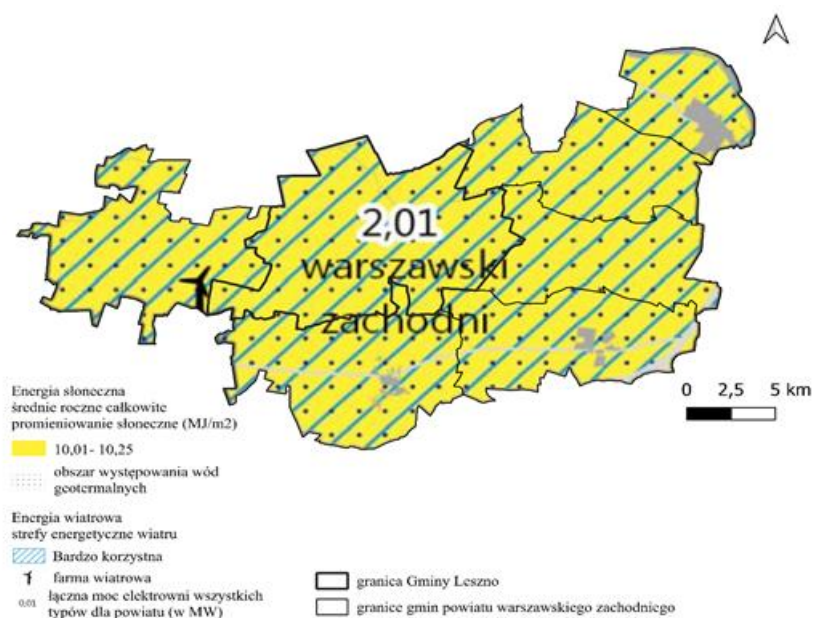 2,01
warszawski
zachodni
0 2,5 5 km
Energia słoneczna
średnie roczne całkowite
promieniowanie słoneczne (MJ/m2)
10,01- 10,25
obszar występowania wód
geotermalnych
Energia wiatrowa
strefy energetyczne wiatru
Bardzo korzystna
farma wiatrowa
0,01 łączna moc elektrowni wszystkich
typów dla powiatu (w MW)
granica Gminy Leszno
granice gmin powiatu warszawskiego zachodniego